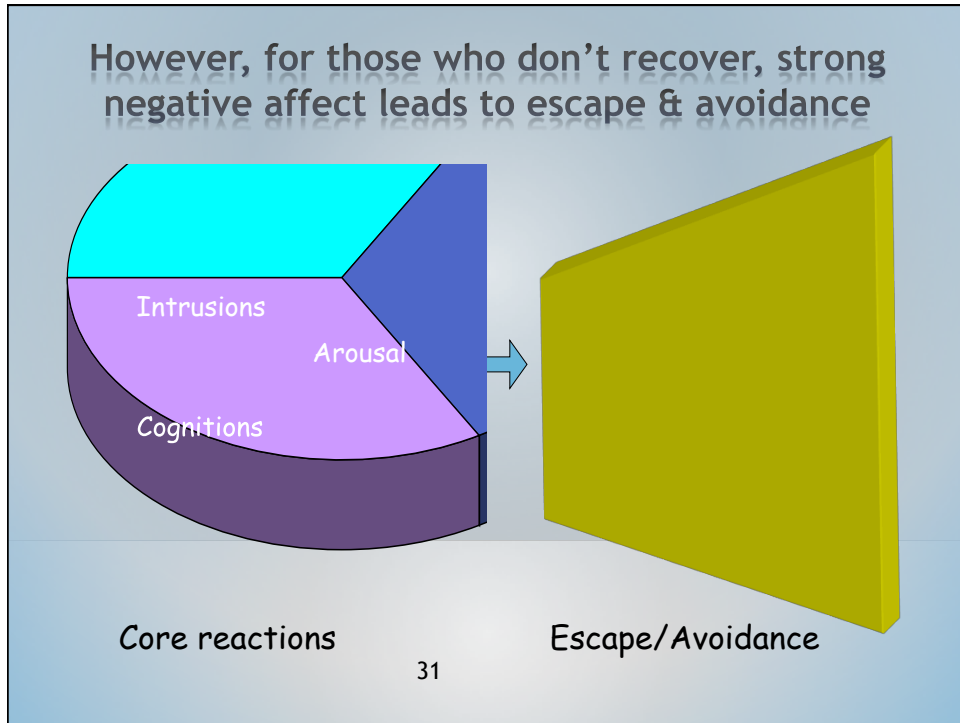 However, for those who don’t recover, strong
negative affect leads to escape & avoidance
Intrusions
Arousal
Cognitions
Core reactions
Escape/Avoidance
31